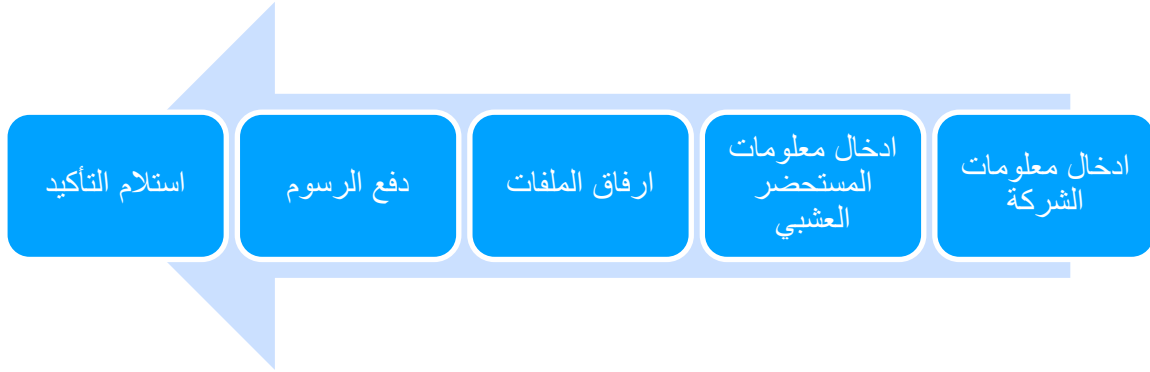 ادخال معلومات
الشركة
ادخال معلومات
المستحضر
العشبي
ارفاق الملفات
دفع الرسوم
استلام التأكيد